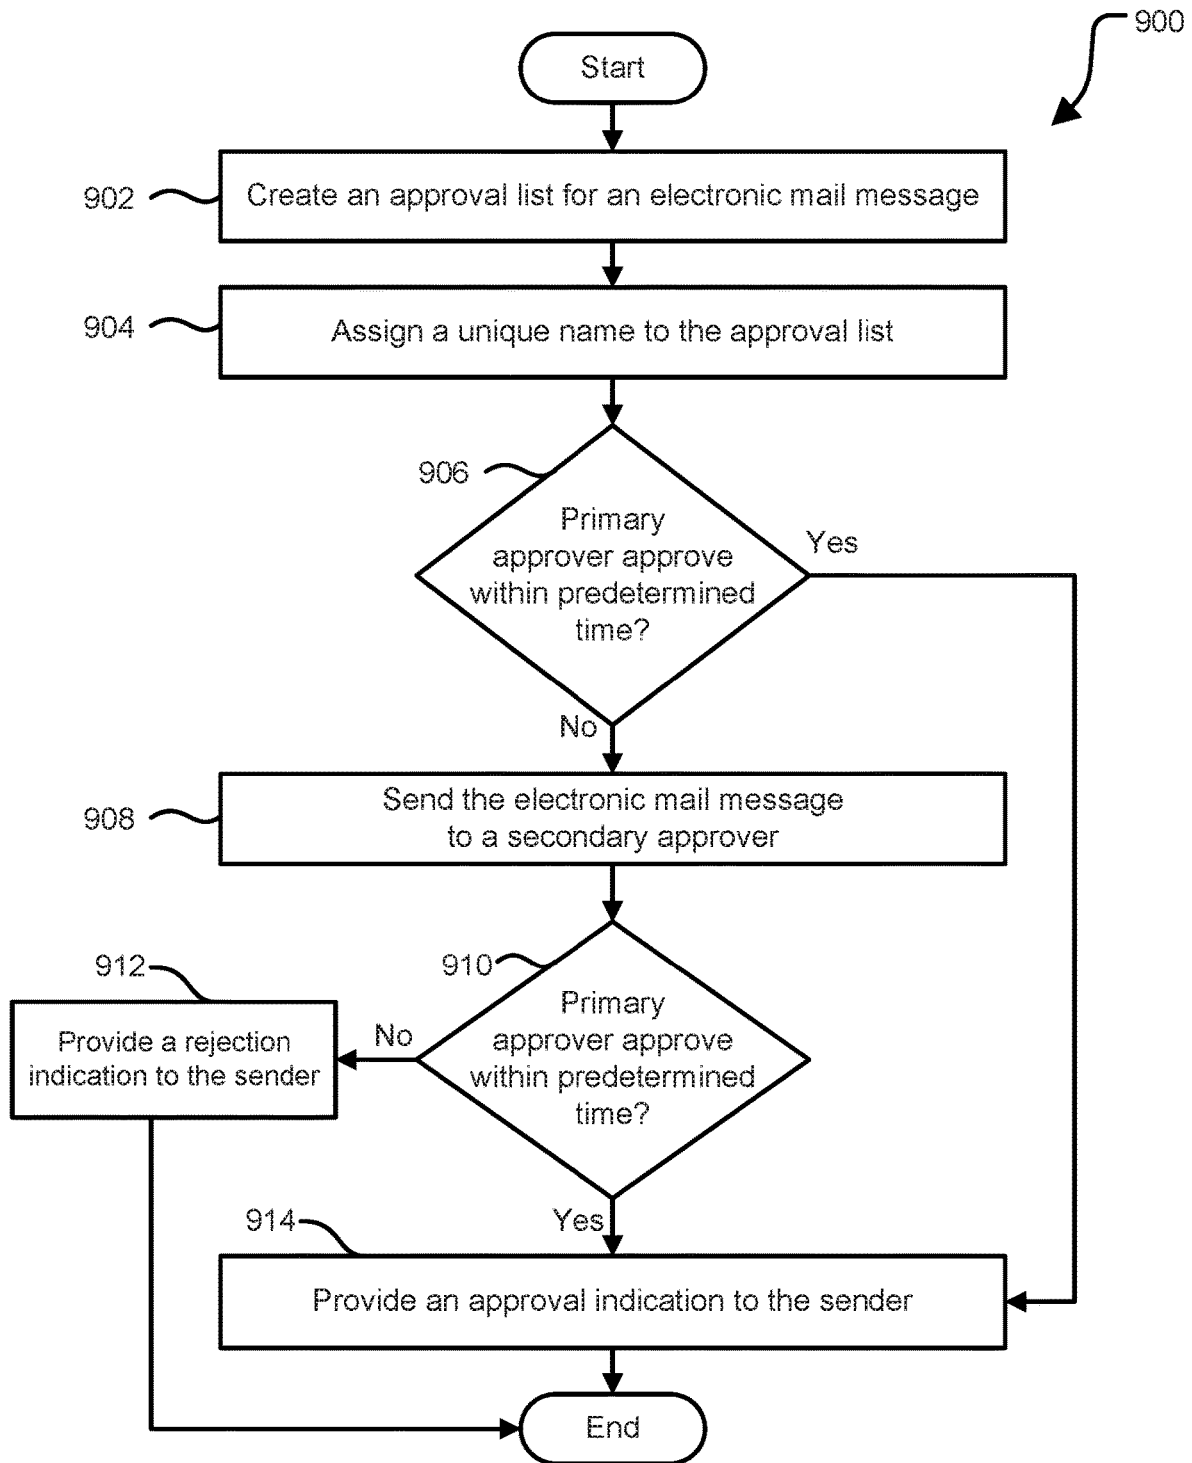 900
Start
902
Create an approval list for an electronic mail message
904
Assign a unique name to the approval list
906
Primary
approver approve
within predetermined
time?
Yes
No
908
Send the electronic mail message
to a secondary approver
910
Primary
approver approve
within predetermined
time?
912
No
Provide a rejection
indication to the sender
Yes
914
Provide an approval indication to the sender
End